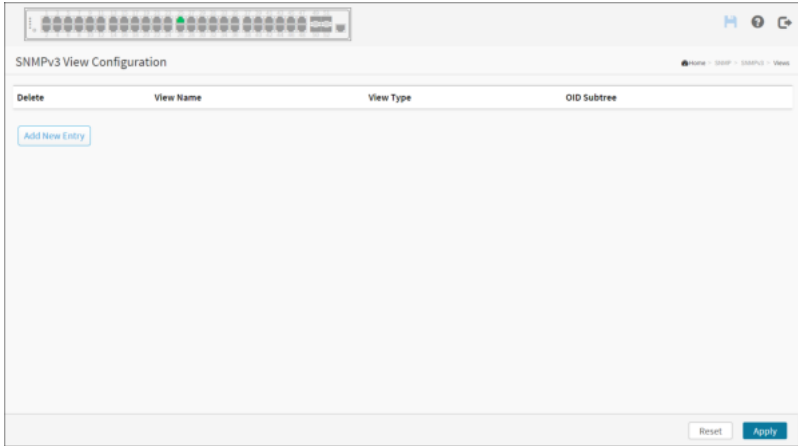 SNMPv3 View Configuration
Home > SNMP > SNMPv3 > Views
Delete View Name View Type OID Subtree
Add New Entry
Reset Apply